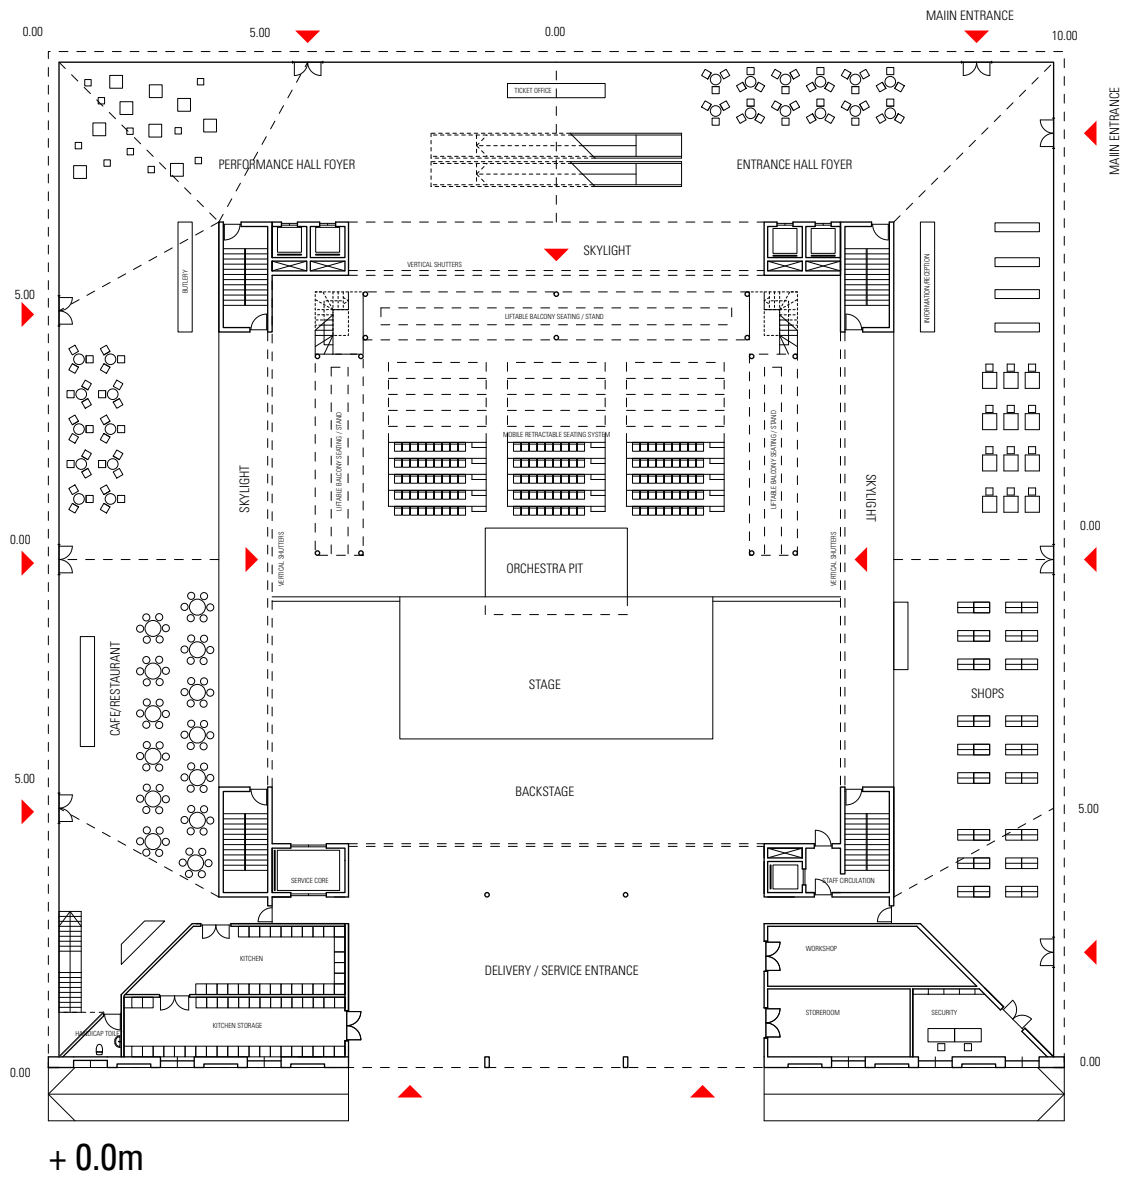 MAIIN ENTRANCE
0.00
5.00
0.00
10.00
TICKET OFFICE
MAIIN ENTRANCE
PERFORMANCE HALL FOYER
ENTRANCE HALL FOYER
SKYLIGHT
VERTICAL SHUTTERS
BUTLERY
INFORMATION/RECEPTION
5.00
LIFTABLE BALCONY SEATING / STAND
MOBILE RETRACTABLE SEATING SYSTEM
LIFTABLE BALCONY SEATING / STAND
LIFTABLE BALCONY SEATING / STAND
SKYLIGHT
SKYLIGHT
0.00
0.00
VERTICAL SHUTTERS
VERTICAL SHUTTERS
ORCHESTRA PIT
CAFE/RESTAURANT
STAGE
SHOPS
5.00
BACKSTAGE
5.00
SERVICE CORE
STAFF CIRCULATION
KITCHEN
WORKSHOP
DELIVERY / SERVICE ENTRANCE
KITCHEN STORAGE
STOREROOM
SECURITY
HANDICAP TOILE
0.00
0.00
+ 0.0m